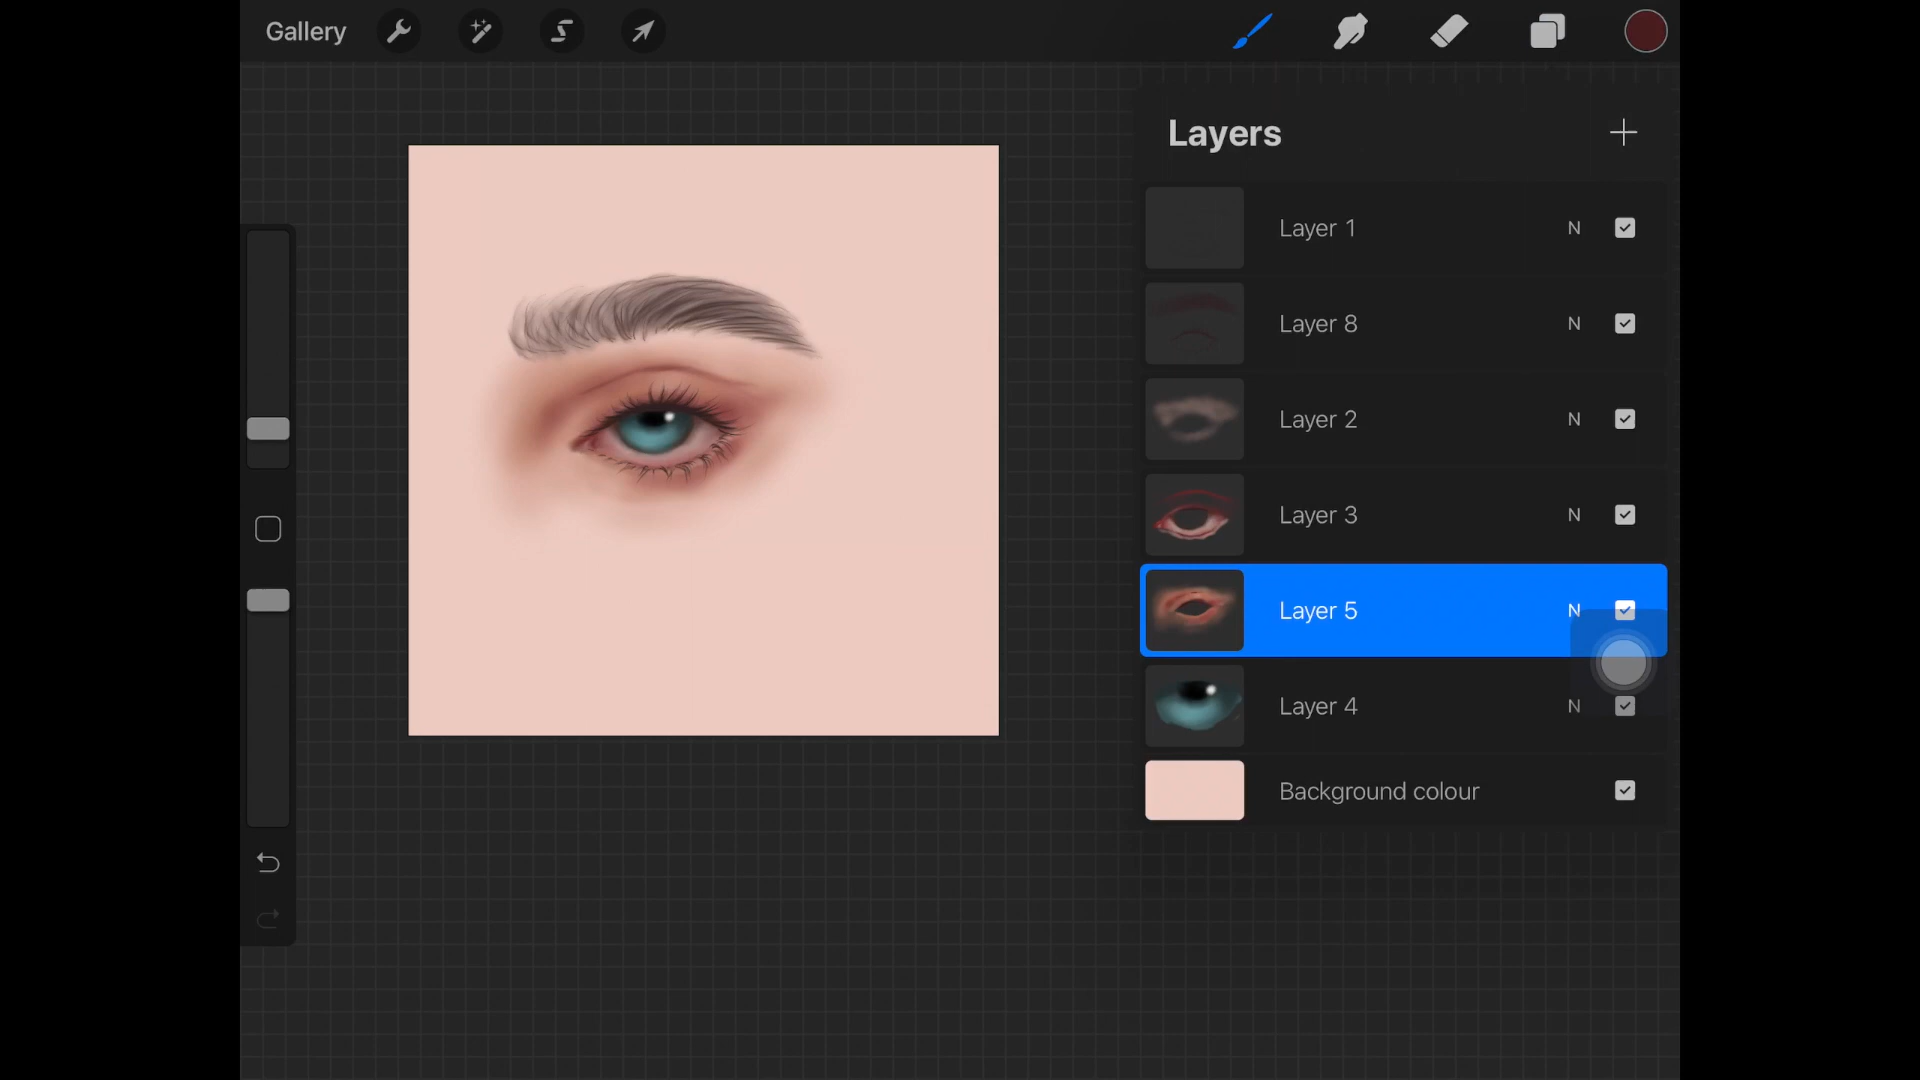 Gallery
Layers
Layer 1 N
Layer 8 N
Layer 2 N
Layer 3 N
Layer 5 N
Layer 4 N
Background colour